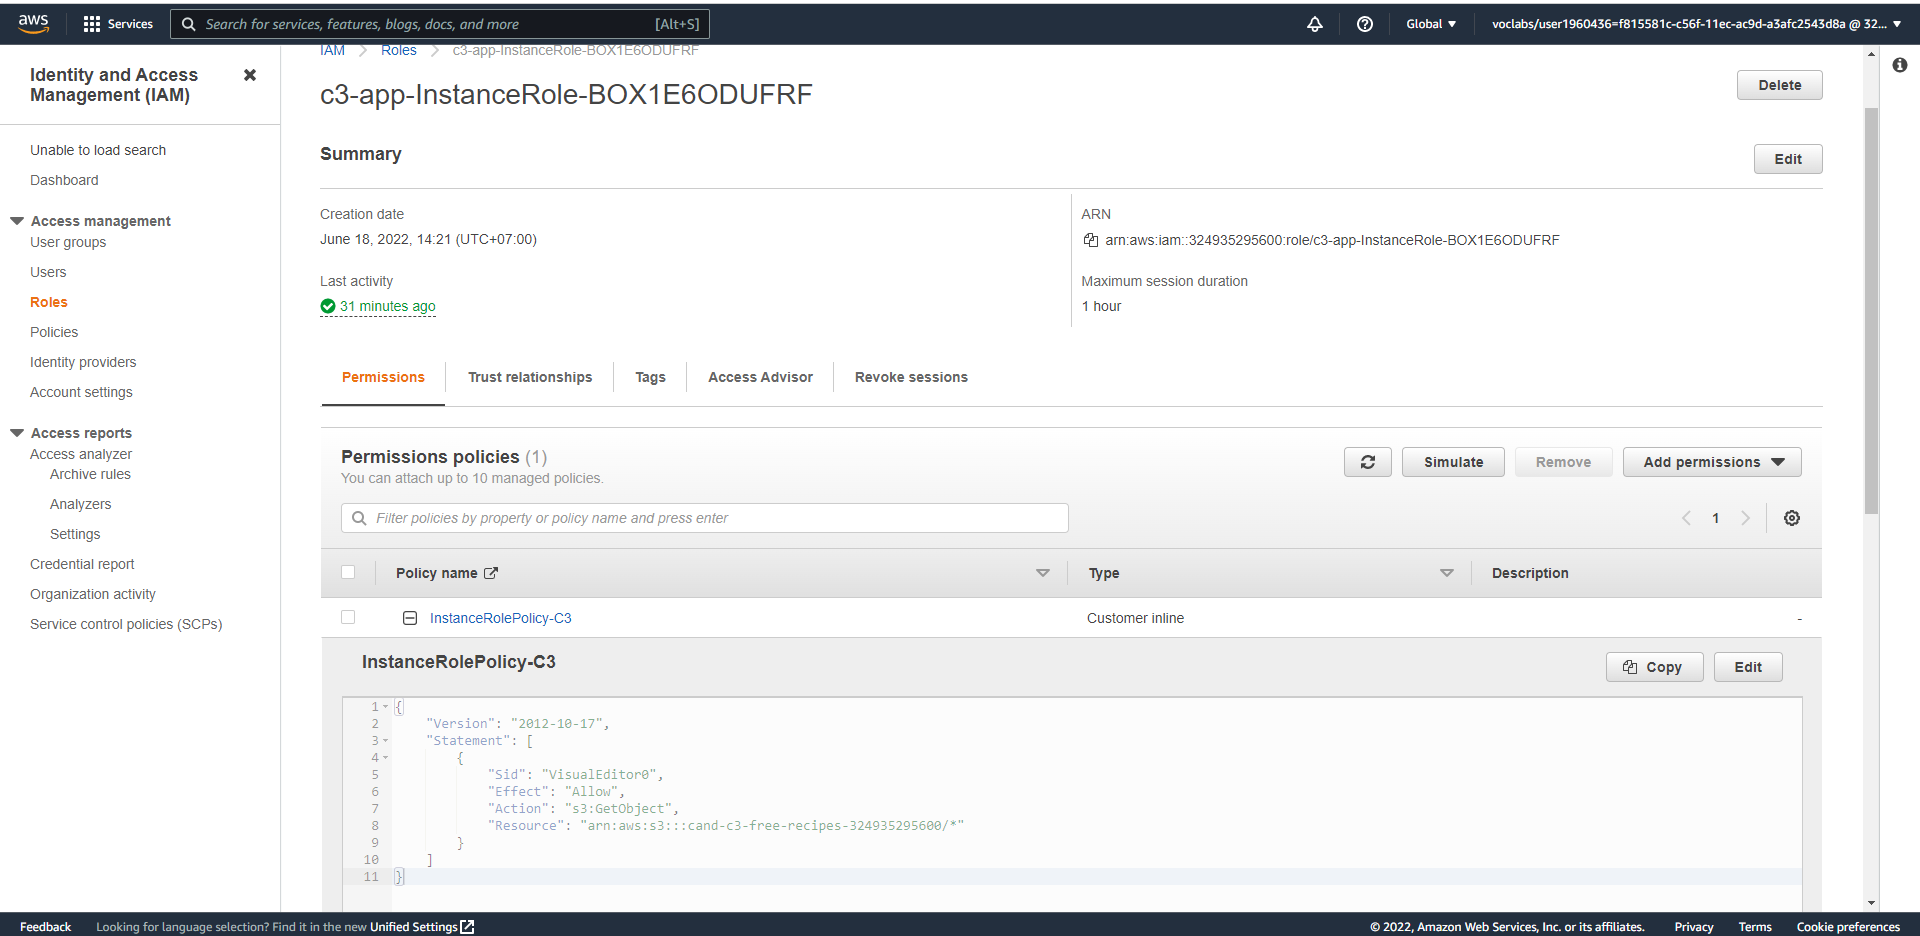 aws
Services
Search for services, features, blogs, docs, and more
[Alt+S]
Global
voclabs/user1960436=f815581c-c56f-11ec-ac9d-a3afc2543d8a @ 32...
Identity and Access
Management (IAM)
Unable to load search
Dashboard
Access management
User groups
Users
Roles
Policies
Identity providers
Account settings
Access reports
Access analyzer
Archive rules
Analyzers
Settings
Credential report
Organization activity
Service control policies (SCPs)
IAM
Roles
c3-app-InstanceRole-BOX1E6ODUFRF
c3-app-InstanceRole-BOX1E6ODUFRF
Delete
Summary
Edit
Creation date
June 18, 2022, 14:21 (UTC+07:00)
ARN
arn:aws:iam::324935295600:role/c3-app-InstanceRole-BOX1E6ODUFRF
Last activity
31 minutes ago
Maximum session duration
1 hour
Permissions
Trust relationships
Tags
Access Advisor
Revoke sessions
Permissions policies (1)
You can attach up to 10 managed policies.
Simulate
Remove
Add permissions
Filter policies by property or policy name and press enter
1
Policy name
Type
Description
InstanceRolePolicy-C3
Customer inline
-
InstanceRolePolicy-C3
Copy
Edit
1 {
2 "Version": "2012-10-17",
3 "Statement": [
4 {
5 "Sid": "VisualEditor0",
6 "Effect": "Allow",
7 "Action": "s3:GetObject",
8 "Resource": "arn:aws:s3:::cand-c3-free-recipes-324935295600/*"
9 }
10 ]
11 }
Feedback
Looking for language selection? Find it in the new Unified Settings
© 2022, Amazon Web Services, Inc. or its affiliates.
Privacy
Terms
Cookie preferences